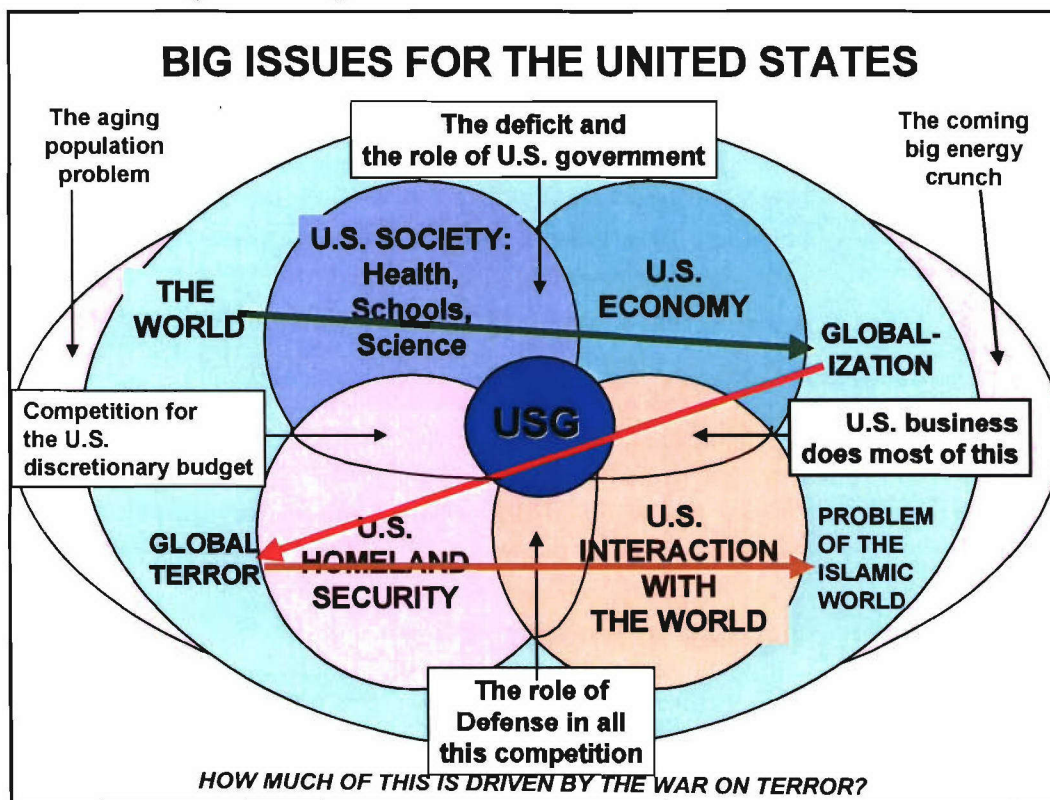 BIG ISSUES FOR THE UNITED STATES
The aging
population
problem
The deficit and
the role of U.S. government
The coming
big energy
crunch
U.S. SOCIETY:
Health,
Schools,
Science
U.S.
ECONOMY
THE
WORLD
GLOBAL-
IZATION
Competition for
the U.S.
discretionary budget
USG
U.S. business
does most of this
GLOBAL
TERROR
U.S.
HOMELAND
SECURITY
U.S.
INTERACTION
WITH
THE WORLD
PROBLEM
OF THE
ISLAMIC
WORLD
The role of
Defense in all
this competition
HOW MUCH OF THIS IS DRIVEN BY THE WAR ON TERROR?